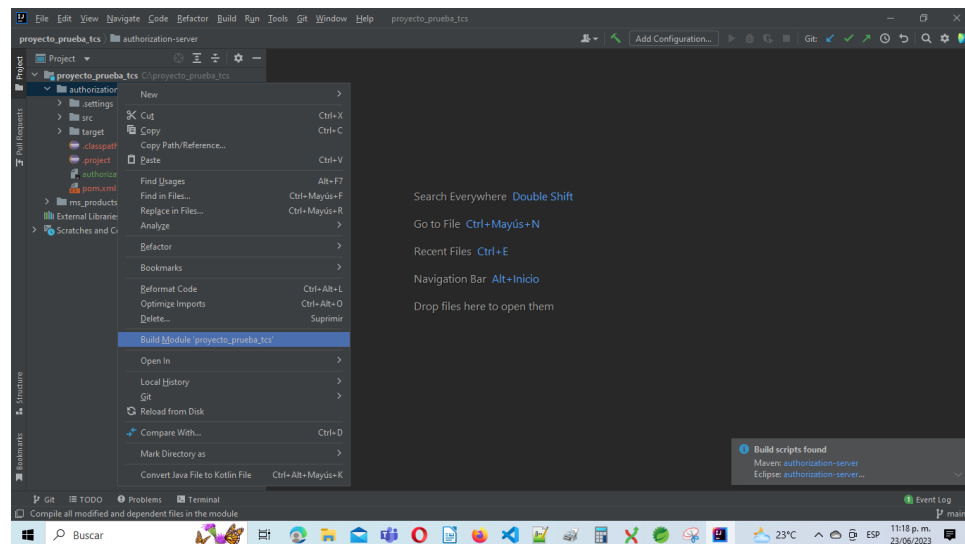 File Edit View Navigate Code Refactor Build Run Tools Git Window Help proyecto_prueba_tcs
proyecto_prueba_tcs authorization-server
Add Configuration...
Git:
Project
Project
proyecto_prueba_tcs C:\proyecto_prueba_tcs
authorization
.settings
src
target
.classpath
.project
authoriza
pom.xml
ms_products
External Libraries
Scratches and Co
Pull Requests
Structure
Bookmarks
New
Cut Ctrl+X
Copy Ctrl+C
Copy Path/Reference...
Paste Ctrl+V
Find Usages Alt+F7
Find in Files... Ctrl+Mayús+F
Replace in Files... Ctrl+Mayús+R
Analyze
Refactor
Bookmarks
Reformat Code Ctrl+Alt+L
Optimize Imports Ctrl+Alt+O
Delete... Suprimir
Build Module 'proyecto_prueba_tcs'
Open In
Local History
Git
Reload from Disk
Compare With... Ctrl+D
Mark Directory as
Convert Java File to Kotlin File Ctrl+Alt+Mayús+K
Search Everywhere Double Shift
Go to File Ctrl+Mayús+N
Recent Files Ctrl+E
Navigation Bar Alt+Inicio
Drop files here to open them
Build scripts found
Maven: authorization-server
Eclipse: authorization-server...
Git TODO Problems Terminal
1 Event Log
Compile all modified and dependent files in the module
main
Buscar
23°C
ESP
11:18 p. m.
23/06/2023